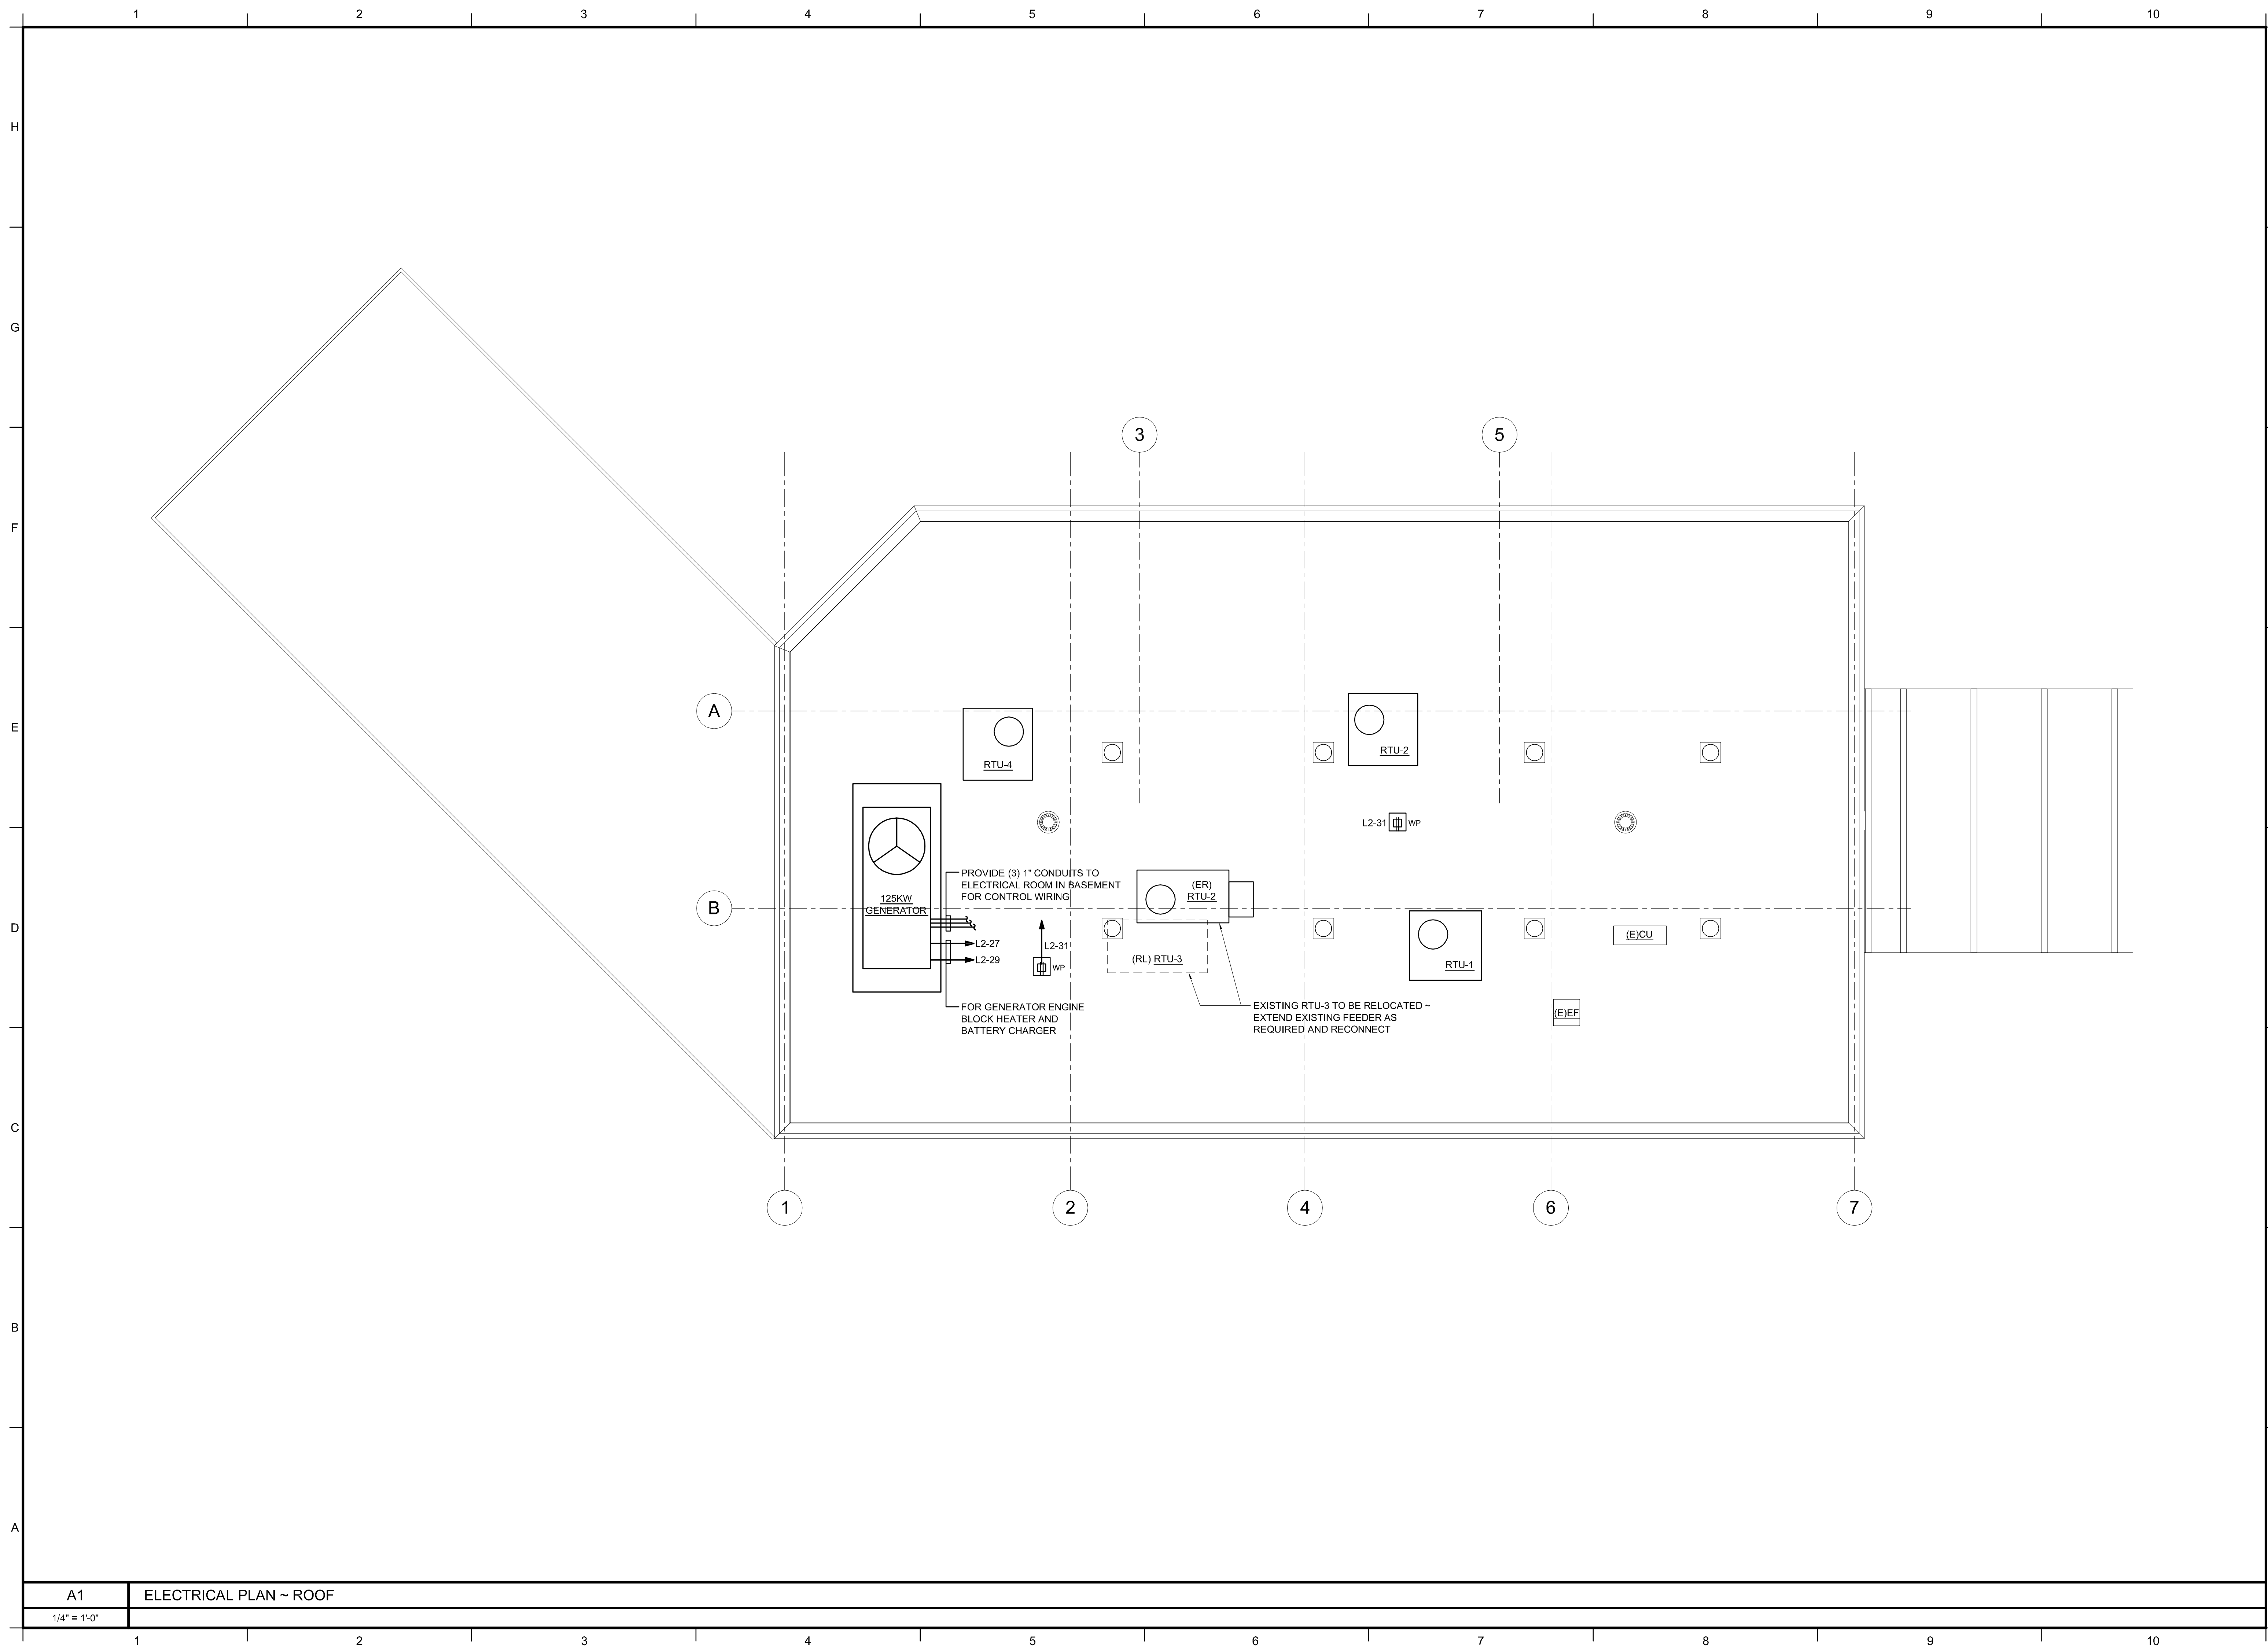 1 2 3 4 5 6 7 8 9 10
H
G
F
E
D
C
B
A
3
5
A
B
RTU-4
RTU-2
L2-31 WP
125KW
GENERATOR
PROVIDE (3) 1" CONDUITS TO
ELECTRICAL ROOM IN BASEMENT
FOR CONTROL WIRING
L2-27
L2-29
L2-31
WP
FOR GENERATOR ENGINE
BLOCK HEATER AND
BATTERY CHARGER
(ER)
RTU-2
(RL) RTU-3
EXISTING RTU-3 TO BE RELOCATED ~
EXTEND EXISTING FEEDER AS
REQUIRED AND RECONNECT
RTU-1
(E)CU
(E)EF
1
2
4
6
7
A1
ELECTRICAL PLAN ~ ROOF
1/4" = 1'-0"
1 2 3 4 5 6 7 8 9 10